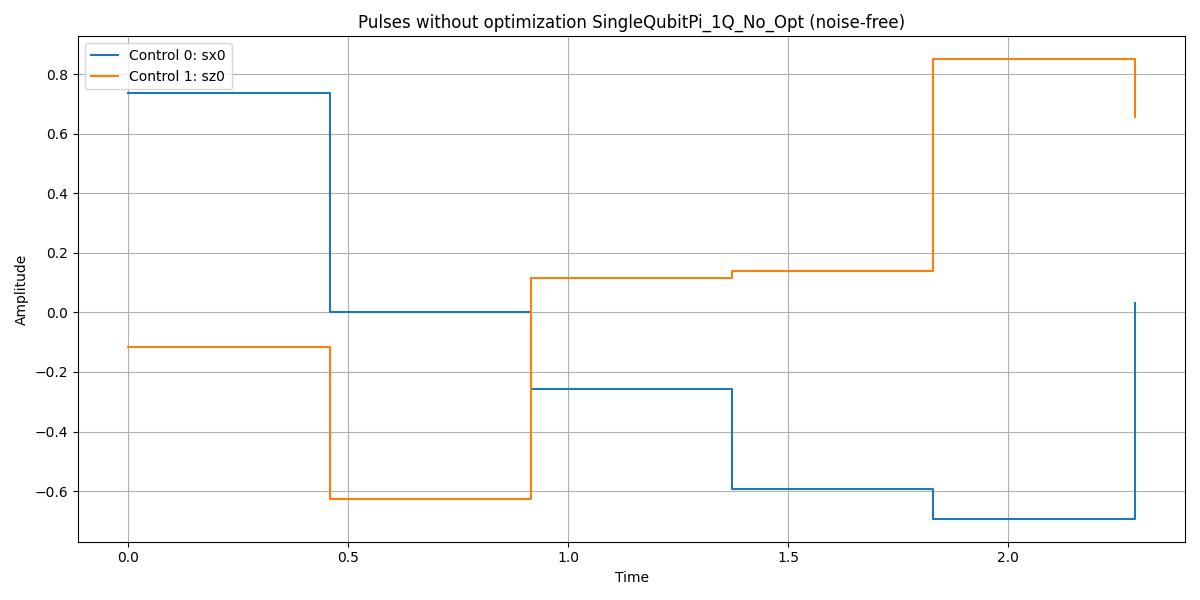 Pulses without optimization SingleQubitPi_1Q_No_Opt (noise-free)
Control 0: sx0
Control 1: sz0
Amplitude
0.8
0.6
0.4
0.2
0.0
−0.2
−0.4
−0.6
0.0
0.5
1.0
1.5
2.0
Time